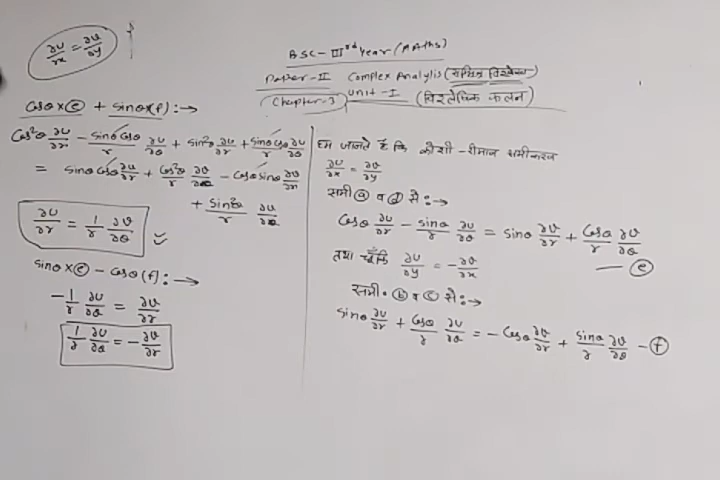 ∂u/∂x = ∂v/∂y
BSC-IIIrd Year (Maths)
Paper-II Complex Analysis (सम्मिश्र विश्लेषण)
Chapter-3 Unit-I (विश्लेषिक फलन)
Cosθ×(e) + Sinθ×(f) :→
Cos²θ ∂u/∂r - Sinθ Cosθ/r ∂u/∂θ + Sin²θ ∂u/∂r + Sinθ Cosθ/r ∂u/∂θ
= Sinθ Cosθ ∂v/∂r + Cos²θ/r ∂v/∂θ - Cosθ Sinθ ∂v/∂r
+ Sin²θ/r ∂v/∂θ
∂u/∂r = 1/r ∂v/∂θ
Sinθ×(e) - Cosθ(f) :→
-1/r ∂u/∂θ = ∂v/∂r
1/r ∂u/∂θ = -∂v/∂r
हम जानते हैं कि कौशी-रीमान समीकरण
∂u/∂x = ∂v/∂y
समी (a) व (d) से :→
Cosθ ∂u/∂r - Sinθ/r ∂u/∂θ = Sinθ ∂v/∂r + Cosθ/r ∂v/∂θ
— (e)
तथा चूँकि ∂u/∂y = -∂v/∂x
समी. (b) व (c) से :→
Sinθ ∂u/∂r + Cosθ/r ∂u/∂θ = - Cosθ ∂v/∂r + Sinθ/r ∂v/∂θ - (f)